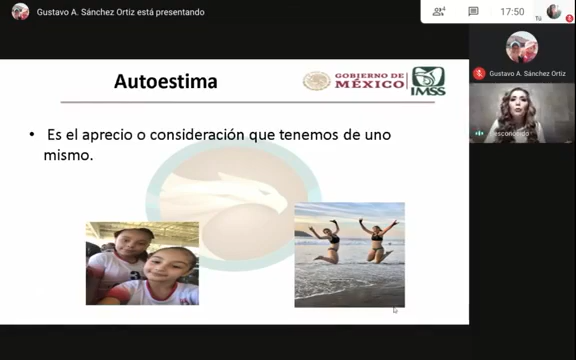 Gustavo A. Sánchez Ortiz está presentando
4
17:50
Tú
Gustavo A. Sánchez Ortiz
Desconocido
Autoestima
GOBIERNO DE
MÉXICO
IMSS
• Es el aprecio o consideración que tenemos de uno
mismo.